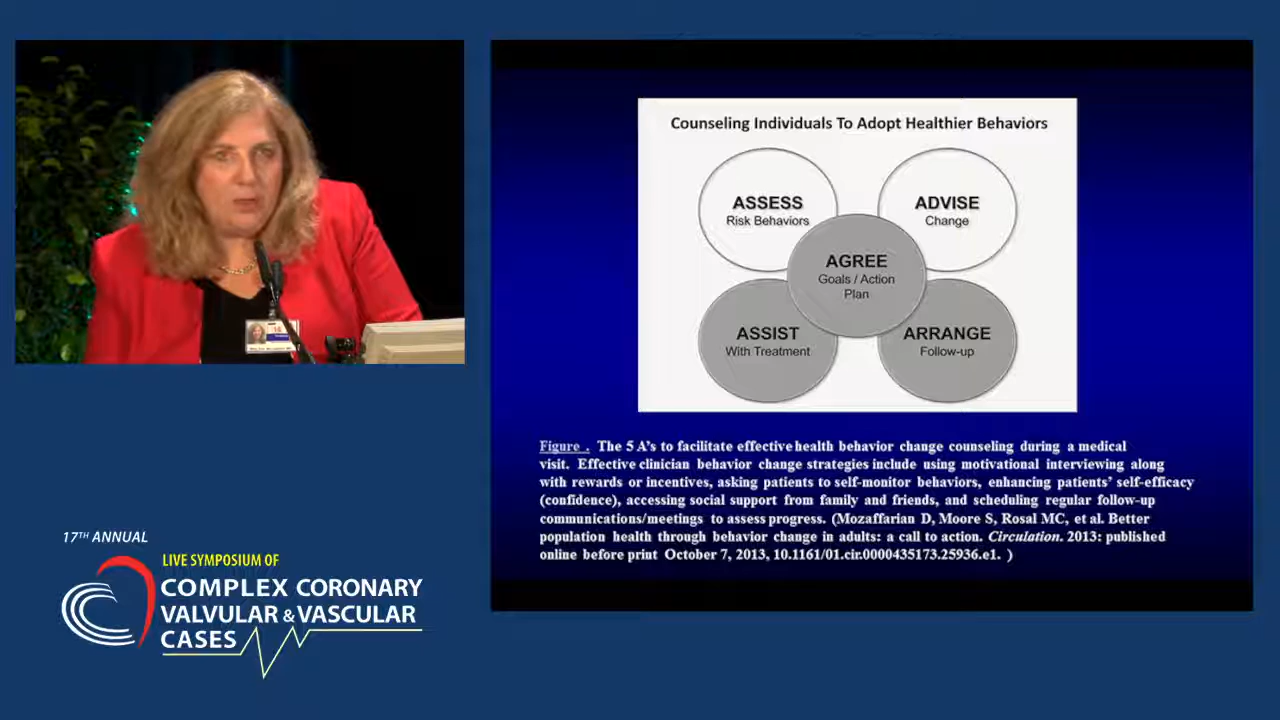 Counseling Individuals To Adopt Healthier Behaviors
ASSESS
Risk Behaviors
ADVISE
Change
AGREE
Goals / Action
Plan
ASSIST
With Treatment
ARRANGE
Follow-up
Figure . The 5 A's to facilitate effective health behavior change counseling during a medical
visit. Effective clinician behavior change strategies include using motivational interviewing along
with rewards or incentives, asking patients to self-monitor behaviors, enhancing patients' self-efficacy
(confidence), accessing social support from family and friends, and scheduling regular follow-up
communications/meetings to assess progress. (Mozaffarian D, Moore S, Rosal MC, et al. Better
population health through behavior change in adults: a call to action. Circulation. 2013: published
online before print October 7, 2013, 10.1161/01.cir.0000435173.25936.e1. )
17TH ANNUAL
LIVE SYMPOSIUM OF
COMPLEX CORONARY
VALVULAR & VASCULAR
CASES